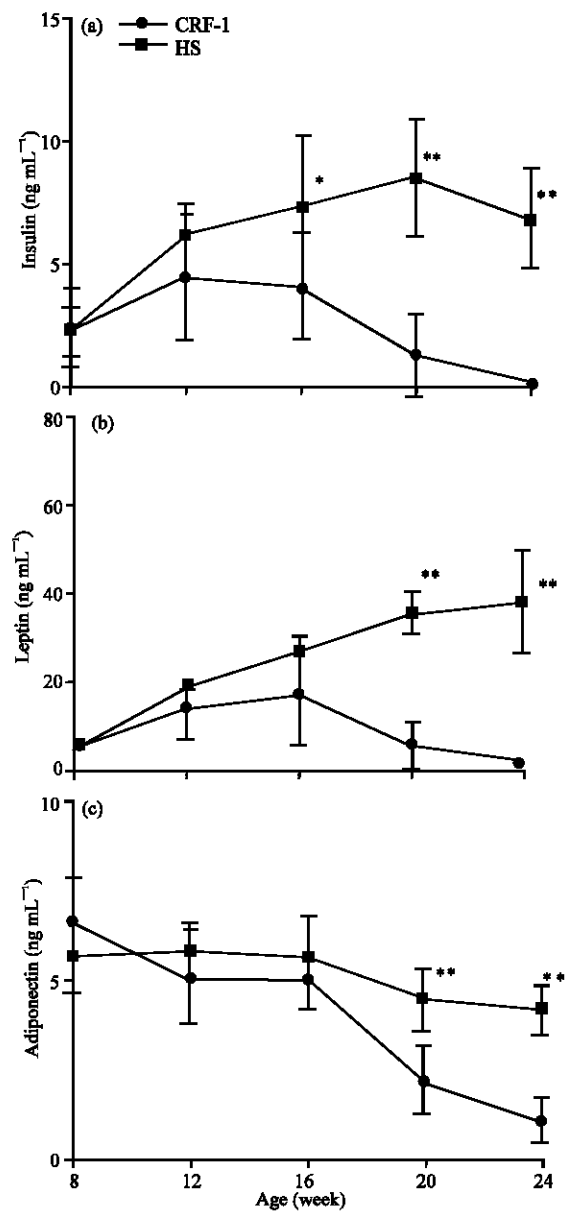 (a)
CRF-1
HS
15
10
5
0
Insulin (ng mL⁻¹)
*
**
**
(b)
80
60
40
20
0
Leptin (ng mL⁻¹)
**
**
(c)
10
5
0
Adiponectin (ng mL⁻¹)
**
**
8 12 16 20 24
Age (week)